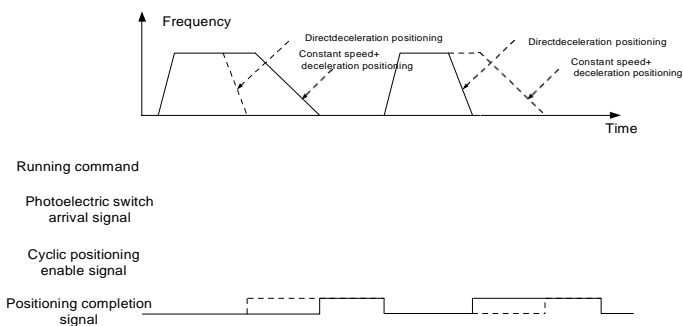 Frequency
Directdeceleration positioning
Constant speed+
deceleration positioning
Directdeceleration positioning
Constant speed+
deceleration positioning
Time
Running command
Photoelectric switch
arrival signal
Cyclic positioning
enable signal
Positioning completion
signal